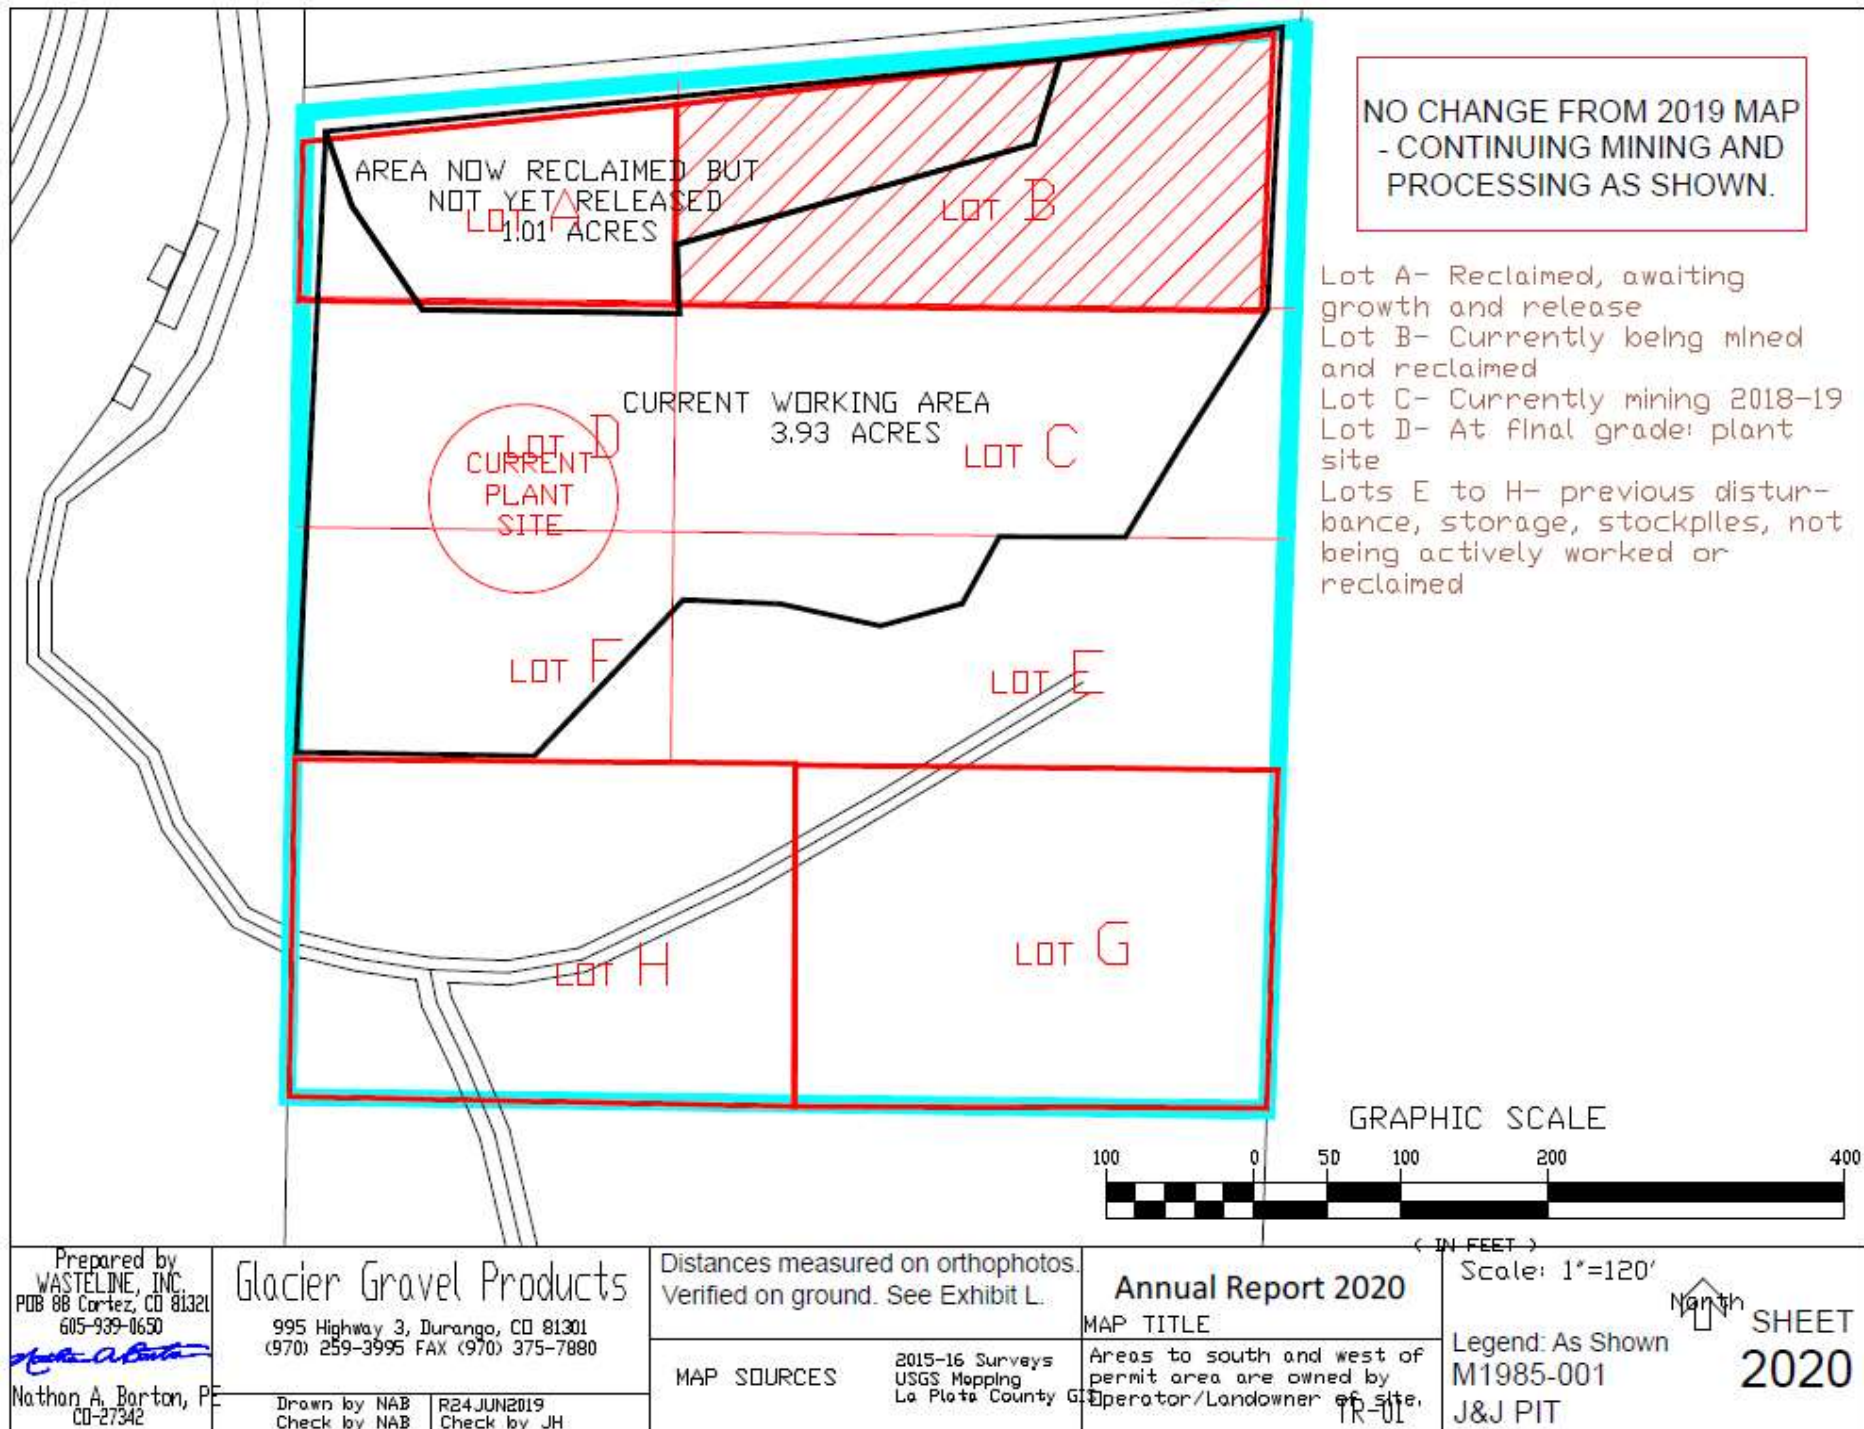 NO CHANGE FROM 2019 MAP
- CONTINUING MINING AND
PROCESSING AS SHOWN.
AREA NOW RECLAIMED BUT
NOT YET RELEASED
1.01 ACRES
LOT A
LOT B
Lot A- Reclaimed, awaiting
growth and release
Lot B- Currently being mined
and reclaimed
Lot C- Currently mining 2018-19
Lot D- At final grade: plant
site
Lots E to H- previous distur-
bance, storage, stockpiles, not
being actively worked or
reclaimed
CURRENT WORKING AREA
3.93 ACRES
LOT D
CURRENT
PLANT
SITE
LOT C
LOT F
LOT E
LOT H
LOT G
GRAPHIC SCALE
100 0 50 100 200 400
( IN FEET )
Prepared by
WASTELINE, INC.
POB 88 Cortez, CO 81321
605-939-0650
Nathan A. Barton, PE
CO-27342
Glacier Gravel Products
995 Highway 3, Durango, CO 81301
(970) 259-3995 FAX (970) 375-7880
Drawn by NAB
Check by NAB
R24JUN2019
Check by JH
Distances measured on orthophotos.
Verified on ground. See Exhibit L.
MAP SOURCES
2015-16 Surveys
USGS Mapping
La Plata County GIS
Annual Report 2020
MAP TITLE
Areas to south and west of
permit area are owned by
Operator/Landowner of site.
TR-01
Scale: 1"=120'
North
Legend: As Shown
M1985-001
J&J PIT
SHEET
2020